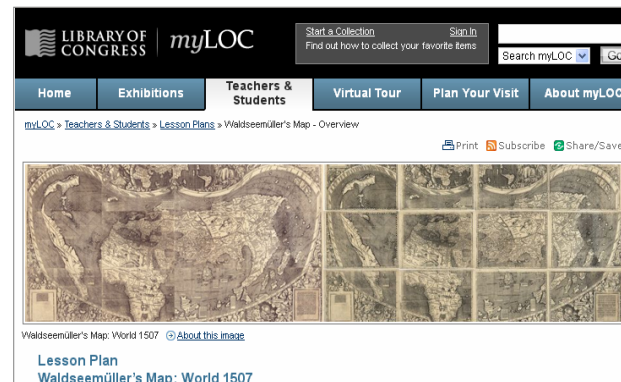 LIBRARY OF
CONGRESS
myLOC
Start a Collection Sign In
Find out how to collect your favorite items
Search myLOC
Home Exhibitions Teachers & Students Virtual Tour Plan Your Visit About myLOC
myLOC » Teachers & Students » Lesson Plans » Waldseemüller's Map - Overview
Print Subscribe Share/Save
Waldseemüller's Map: World 1507 About this image
Lesson Plan
Waldseemüller's Map: World 1507